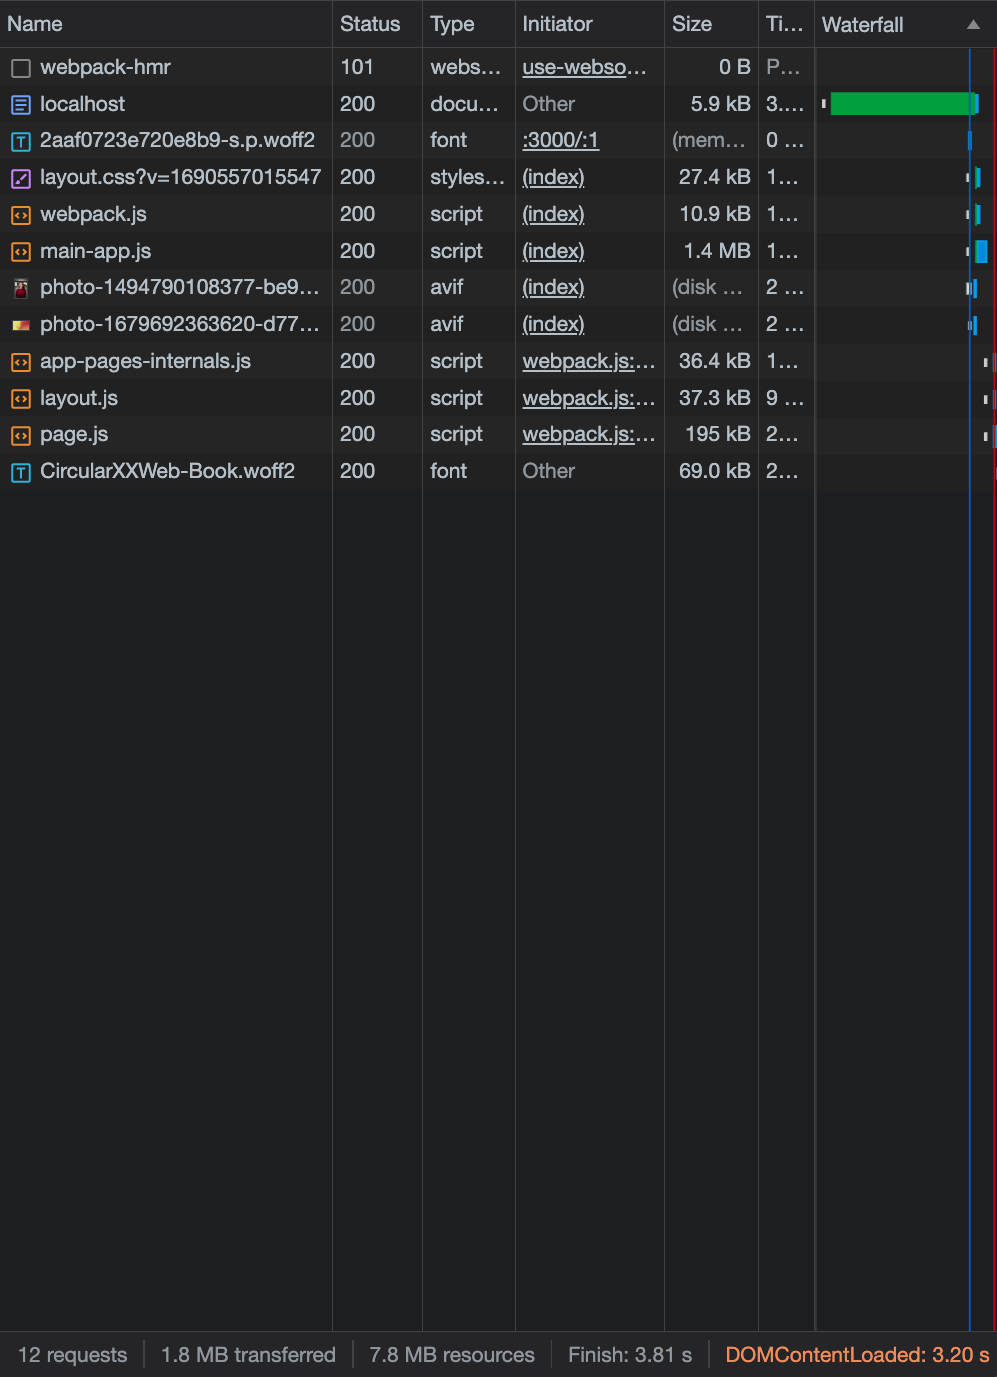 Name Status Type Initiator Size Ti... Waterfall
webpack-hmr 101 webs... use-webso... 0 B P...
localhost 200 docu... Other 5.9 kB 3....
2aaf0723e720e8b9-s.p.woff2 200 font :3000/:1 (mem... 0 ...
layout.css?v=1690557015547 200 styles... (index) 27.4 kB 1...
webpack.js 200 script (index) 10.9 kB 1...
main-app.js 200 script (index) 1.4 MB 1...
photo-1494790108377-be9... 200 avif (index) (disk ... 2 ...
photo-1679692363620-d77... 200 avif (index) (disk ... 2 ...
app-pages-internals.js 200 script webpack.js:... 36.4 kB 1...
layout.js 200 script webpack.js:... 37.3 kB 9 ...
page.js 200 script webpack.js:... 195 kB 2...
CircularXXWeb-Book.woff2 200 font Other 69.0 kB 2...
12 requests 1.8 MB transferred 7.8 MB resources Finish: 3.81 s DOMContentLoaded: 3.20 s